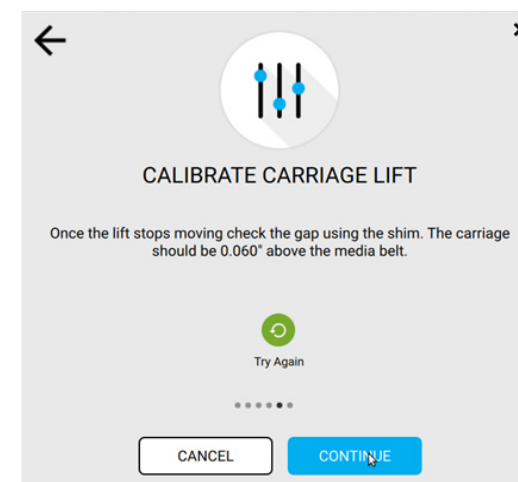 CALIBRATE CARRIAGE LIFT
Once the lift stops moving check the gap using the shim. The carriage
should be 0.060" above the media belt.
Try Again
CANCEL
CONTINUE